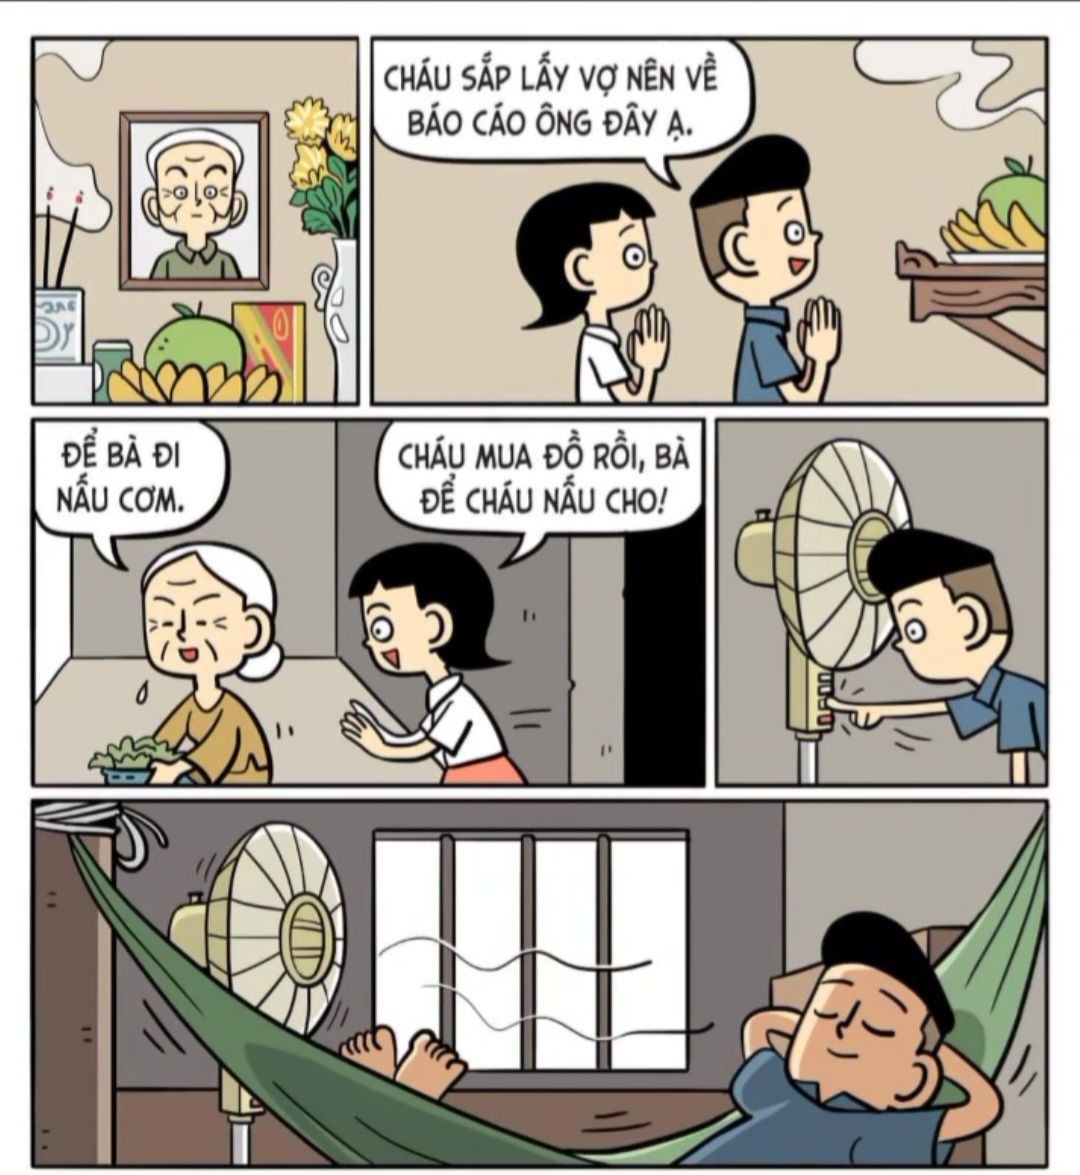 CHÁU SẮP LẤY VỢ NÊN VỀ
BÁO CÁO ÔNG ĐÂY Ạ.
ĐỂ BÀ ĐI
NẤU CƠM.
CHÁU MUA ĐỒ RỒI, BÀ
ĐỂ CHÁU NẤU CHO!